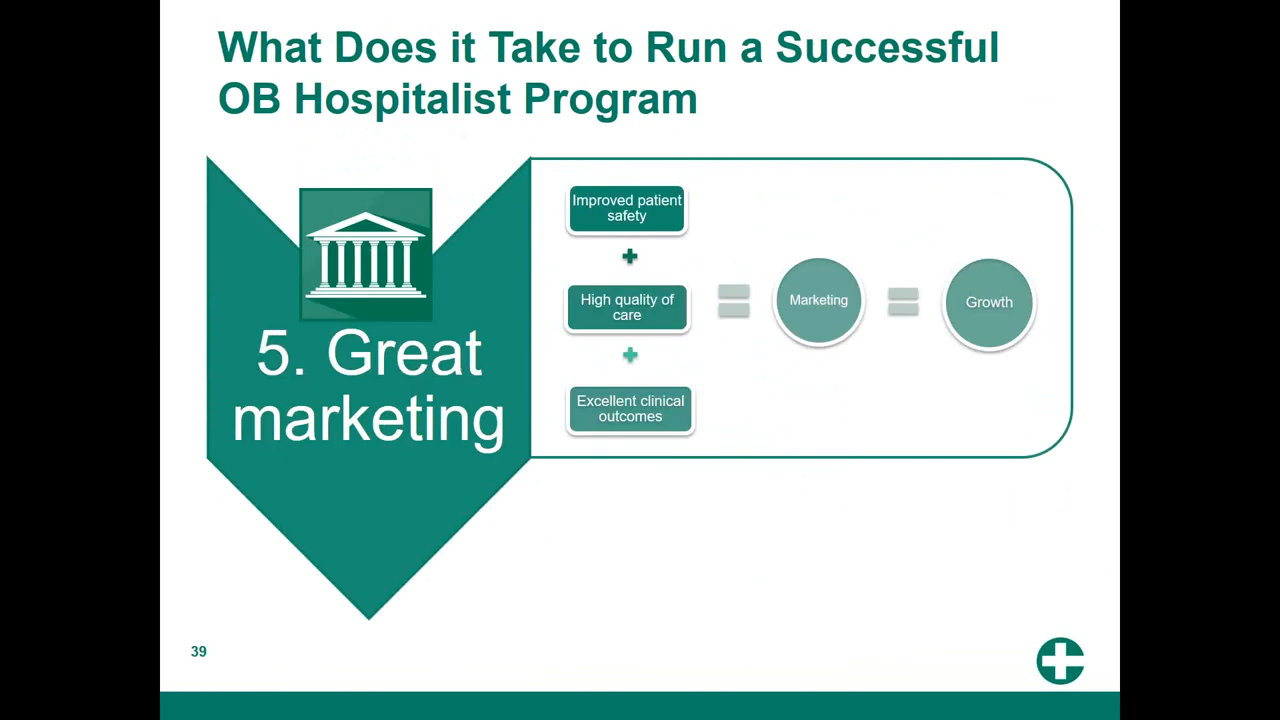 What Does it Take to Run a Successful
OB Hospitalist Program
5. Great
marketing
Improved patient
safety
High quality of
care
Excellent clinical
outcomes
Marketing
Growth
39